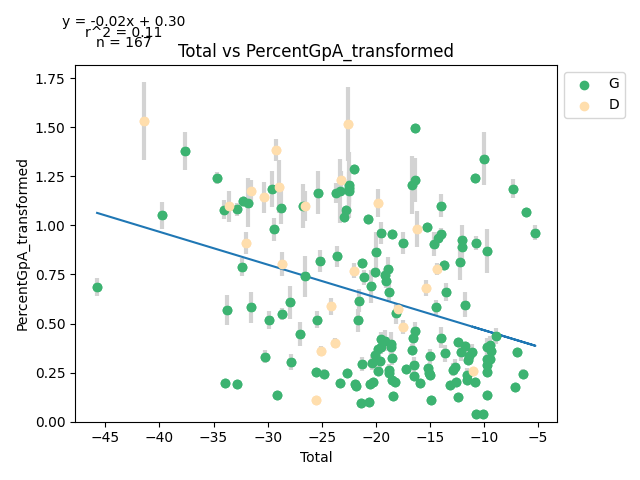 y = -0.02x + 0.30
r^2 = 0.11
n = 167
Total vs PercentGpA_transformed
PercentGpA_transformed
1.75
1.50
1.25
1.00
0.75
0.50
0.25
0.00
−45 −40 −35 −30 −25 −20 −15 −10 −5
Total
G
D